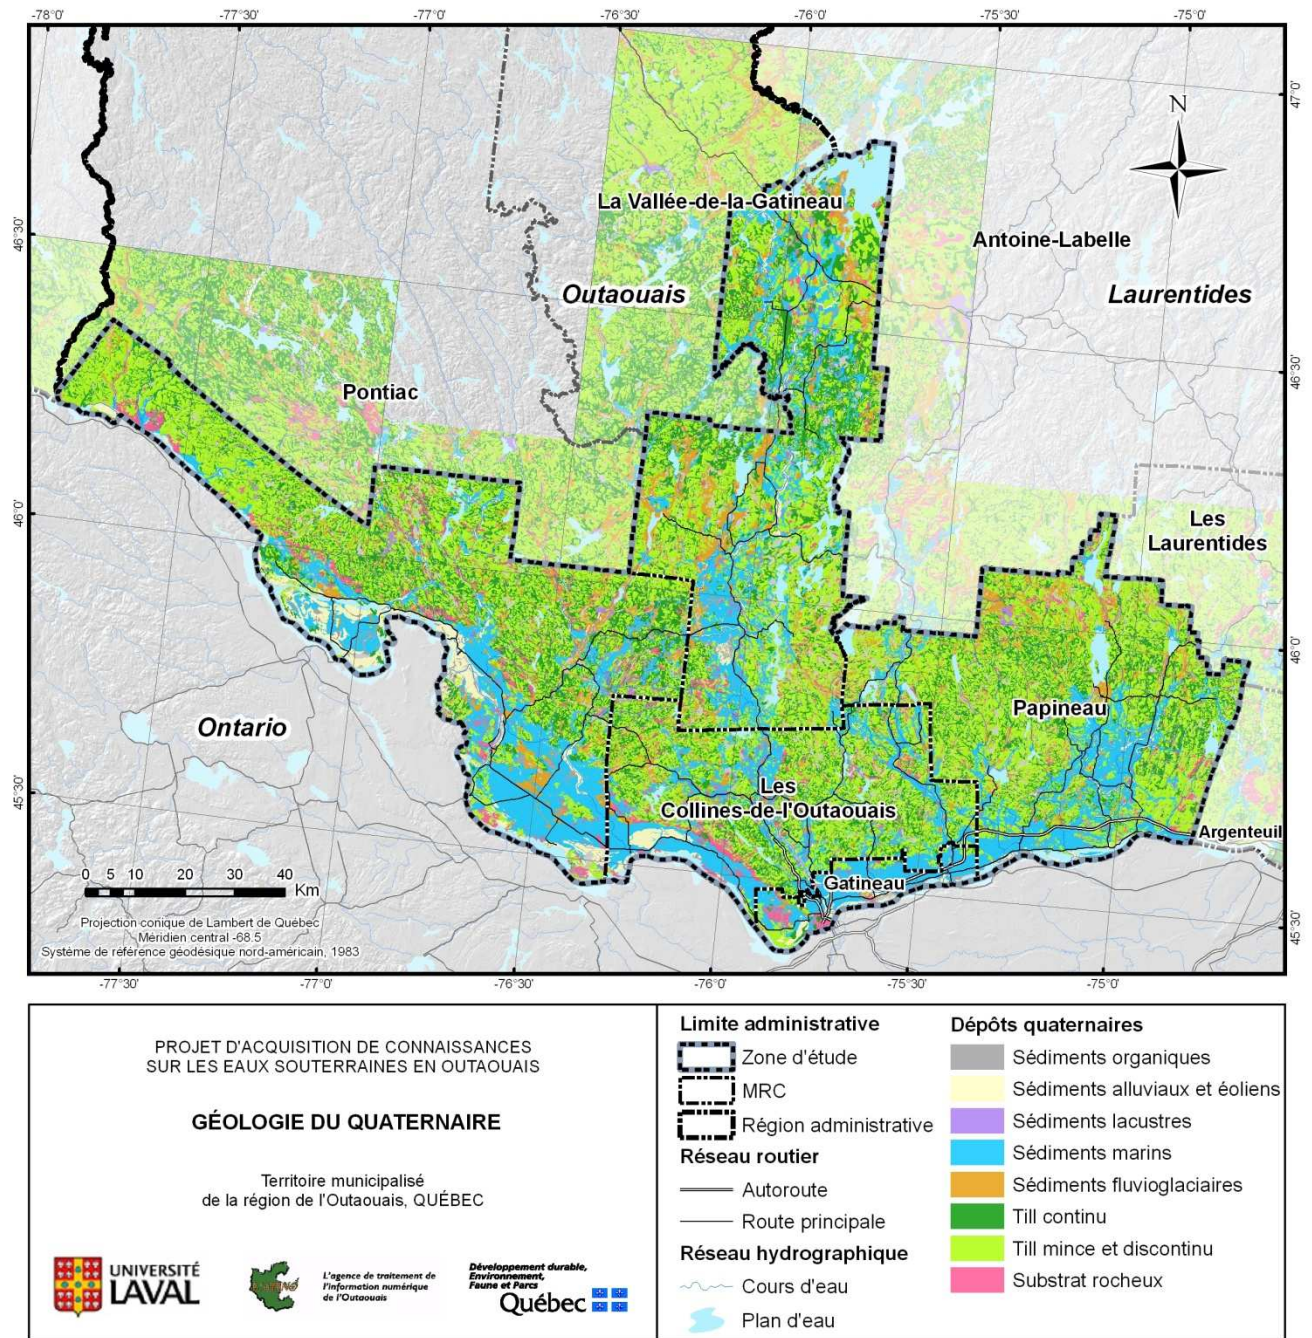 -78°0'
-77°30'
-77°0'
-76°30'
-76°0'
-75°30'
-75°0'
47°0'
N
La Vallée-de-la-Gatineau
46°30'
Antoine-Labelle
Outaouais
Laurentides
46°30'
Pontiac
46°0'
Les
Laurentides
46°0'
Ontario
Papineau
45°30'
Les
Collines-de-l'Outaouais
Argenteuil
Gatineau
0 5 10 20 30 40
Km
Projection conique de Lambert de Québec
Méridien central -68.5
Système de référence géodésique nord-américain, 1983
45°30'
-77°30'
-77°0'
-76°30'
-76°0'
-75°30'
-75°0'
PROJET D'ACQUISITION DE CONNAISSANCES
SUR LES EAUX SOUTERRAINES EN OUTAOUAIS
GÉOLOGIE DU QUATERNAIRE
Territoire municipalisé
de la région de l'Outaouais, QUÉBEC
UNIVERSITÉ
LAVAL
L'agence de traitement de
l'information numérique
de l'Outaouais
Développement durable,
Environnement,
Faune et Parcs
Québec
Limite administrative
Zone d'étude
MRC
Région administrative
Réseau routier
Autoroute
Route principale
Réseau hydrographique
Cours d'eau
Plan d'eau
Dépôts quaternaires
Sédiments organiques
Sédiments alluviaux et éoliens
Sédiments lacustres
Sédiments marins
Sédiments fluvioglaciaires
Till continu
Till mince et discontinu
Substrat rocheux